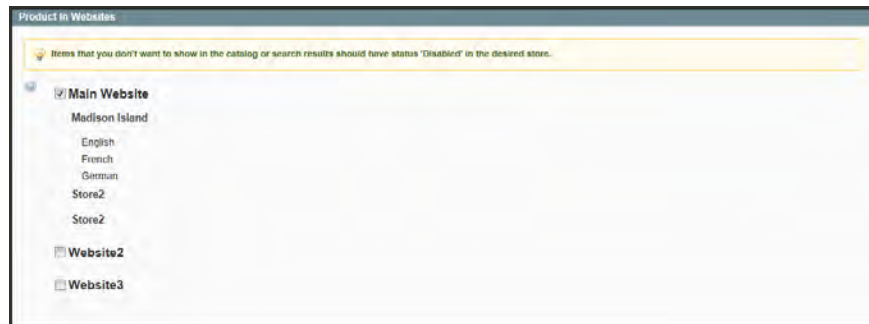 Product In Websites
Items that you don't want to show in the catalog or search results should have status 'Disabled' in the desired store.
Main Website
Madison Island
English
French
German
Store2
Store2
Website2
Website3